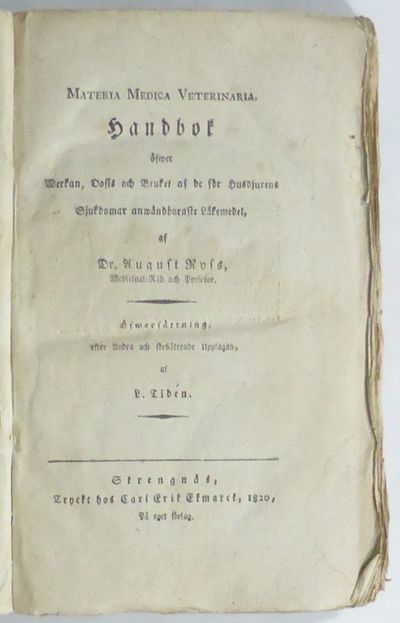 MATERIA MEDICA VETERINARIA.
Handbok
öfwer
Werkan, Dosis och Bruket af de för Husdjurens
Sjukdomar anwändbaraste Läkemedel,
af
Dr. August Ryss,
Medicinal-Råd och Professor.
Öfwersättning,
efter Andra och förbättrade Upplagan,
af
L. Tidén.
Strengnäs,
Tryckt hos Carl Erik Ekmarck, 1820,
På eget förlag.